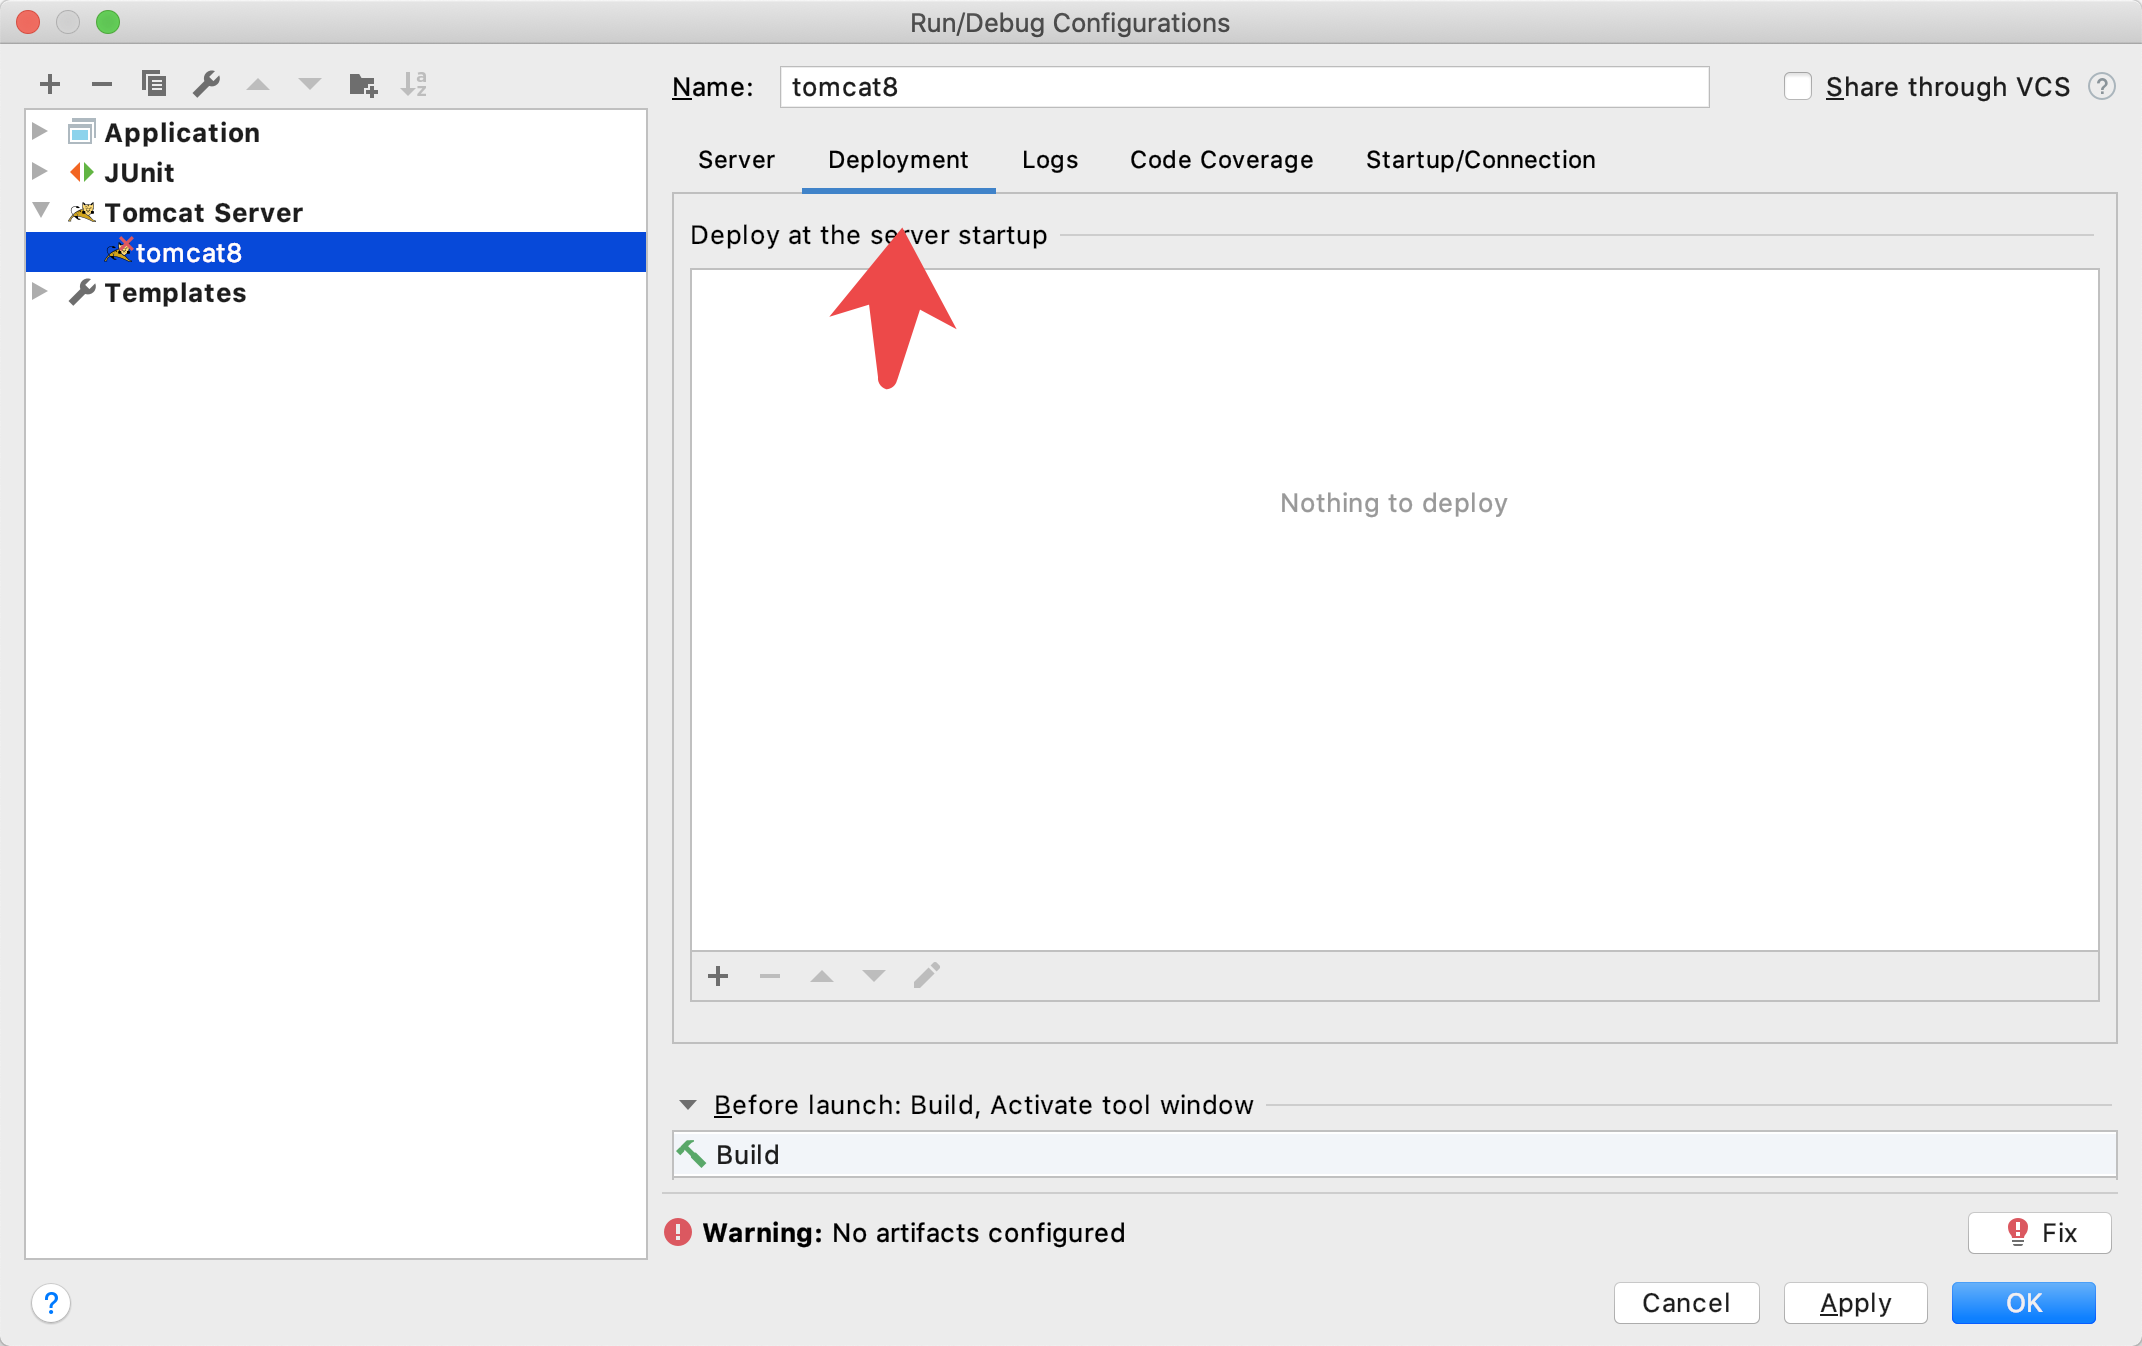 Run/Debug Configurations
Name: tomcat8
Share through VCS ?
Application
JUnit
Tomcat Server
tomcat8
Templates
Server Deployment Logs Code Coverage Startup/Connection
Deploy at the server startup
Nothing to deploy
Before launch: Build, Activate tool window
Build
Warning: No artifacts configured
Fix
?
Cancel Apply OK